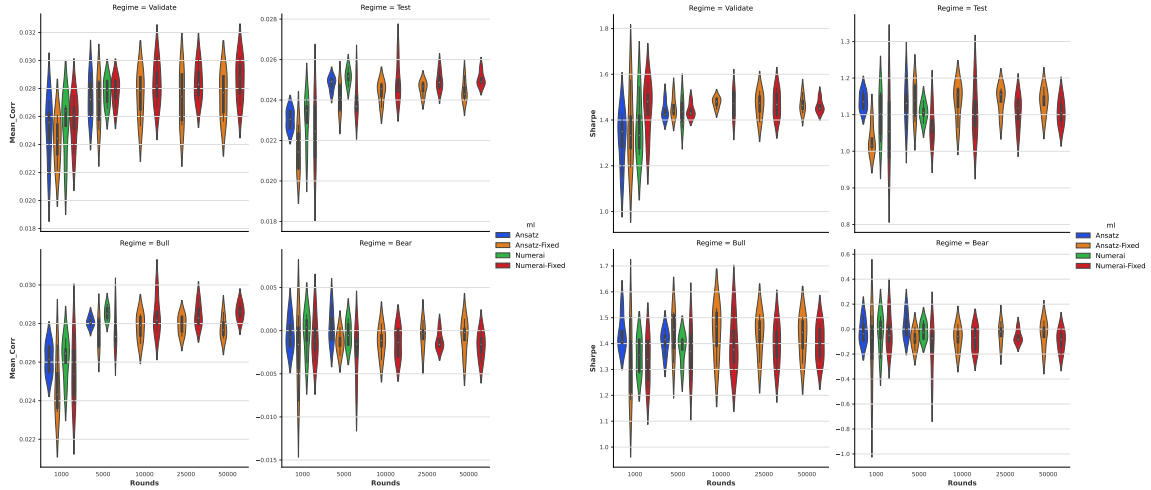 Regime = Validate
Regime = Test
0.032
0.030
0.028
0.026
0.024
0.022
0.020
0.018
Mean_Corr
0.028
0.026
0.024
0.022
0.020
0.018
Regime = Bull
Regime = Bear
0.030
0.028
0.026
0.024
0.022
Mean_Corr
0.005
0.000
−0.005
−0.010
−0.015
1000 5000 10000 25000 50000
Rounds
1000 5000 10000 25000 50000
Rounds
ml
Ansatz
Ansatz-Fixed
Numerai
Numerai-Fixed
Regime = Validate
Regime = Test
1.8
1.6
1.4
1.2
1.0
Sharpe
1.3
1.2
1.1
1.0
0.9
0.8
Regime = Bull
Regime = Bear
1.7
1.6
1.5
1.4
1.3
1.2
1.1
1.0
Sharpe
0.6
0.4
0.2
−0.0
−0.2
−0.4
−0.6
−0.8
−1.0
1000 5000 10000 25000 50000
Rounds
1000 5000 10000 25000 50000
Rounds
ml
Ansatz
Ansatz-Fixed
Numerai
Numerai-Fixed